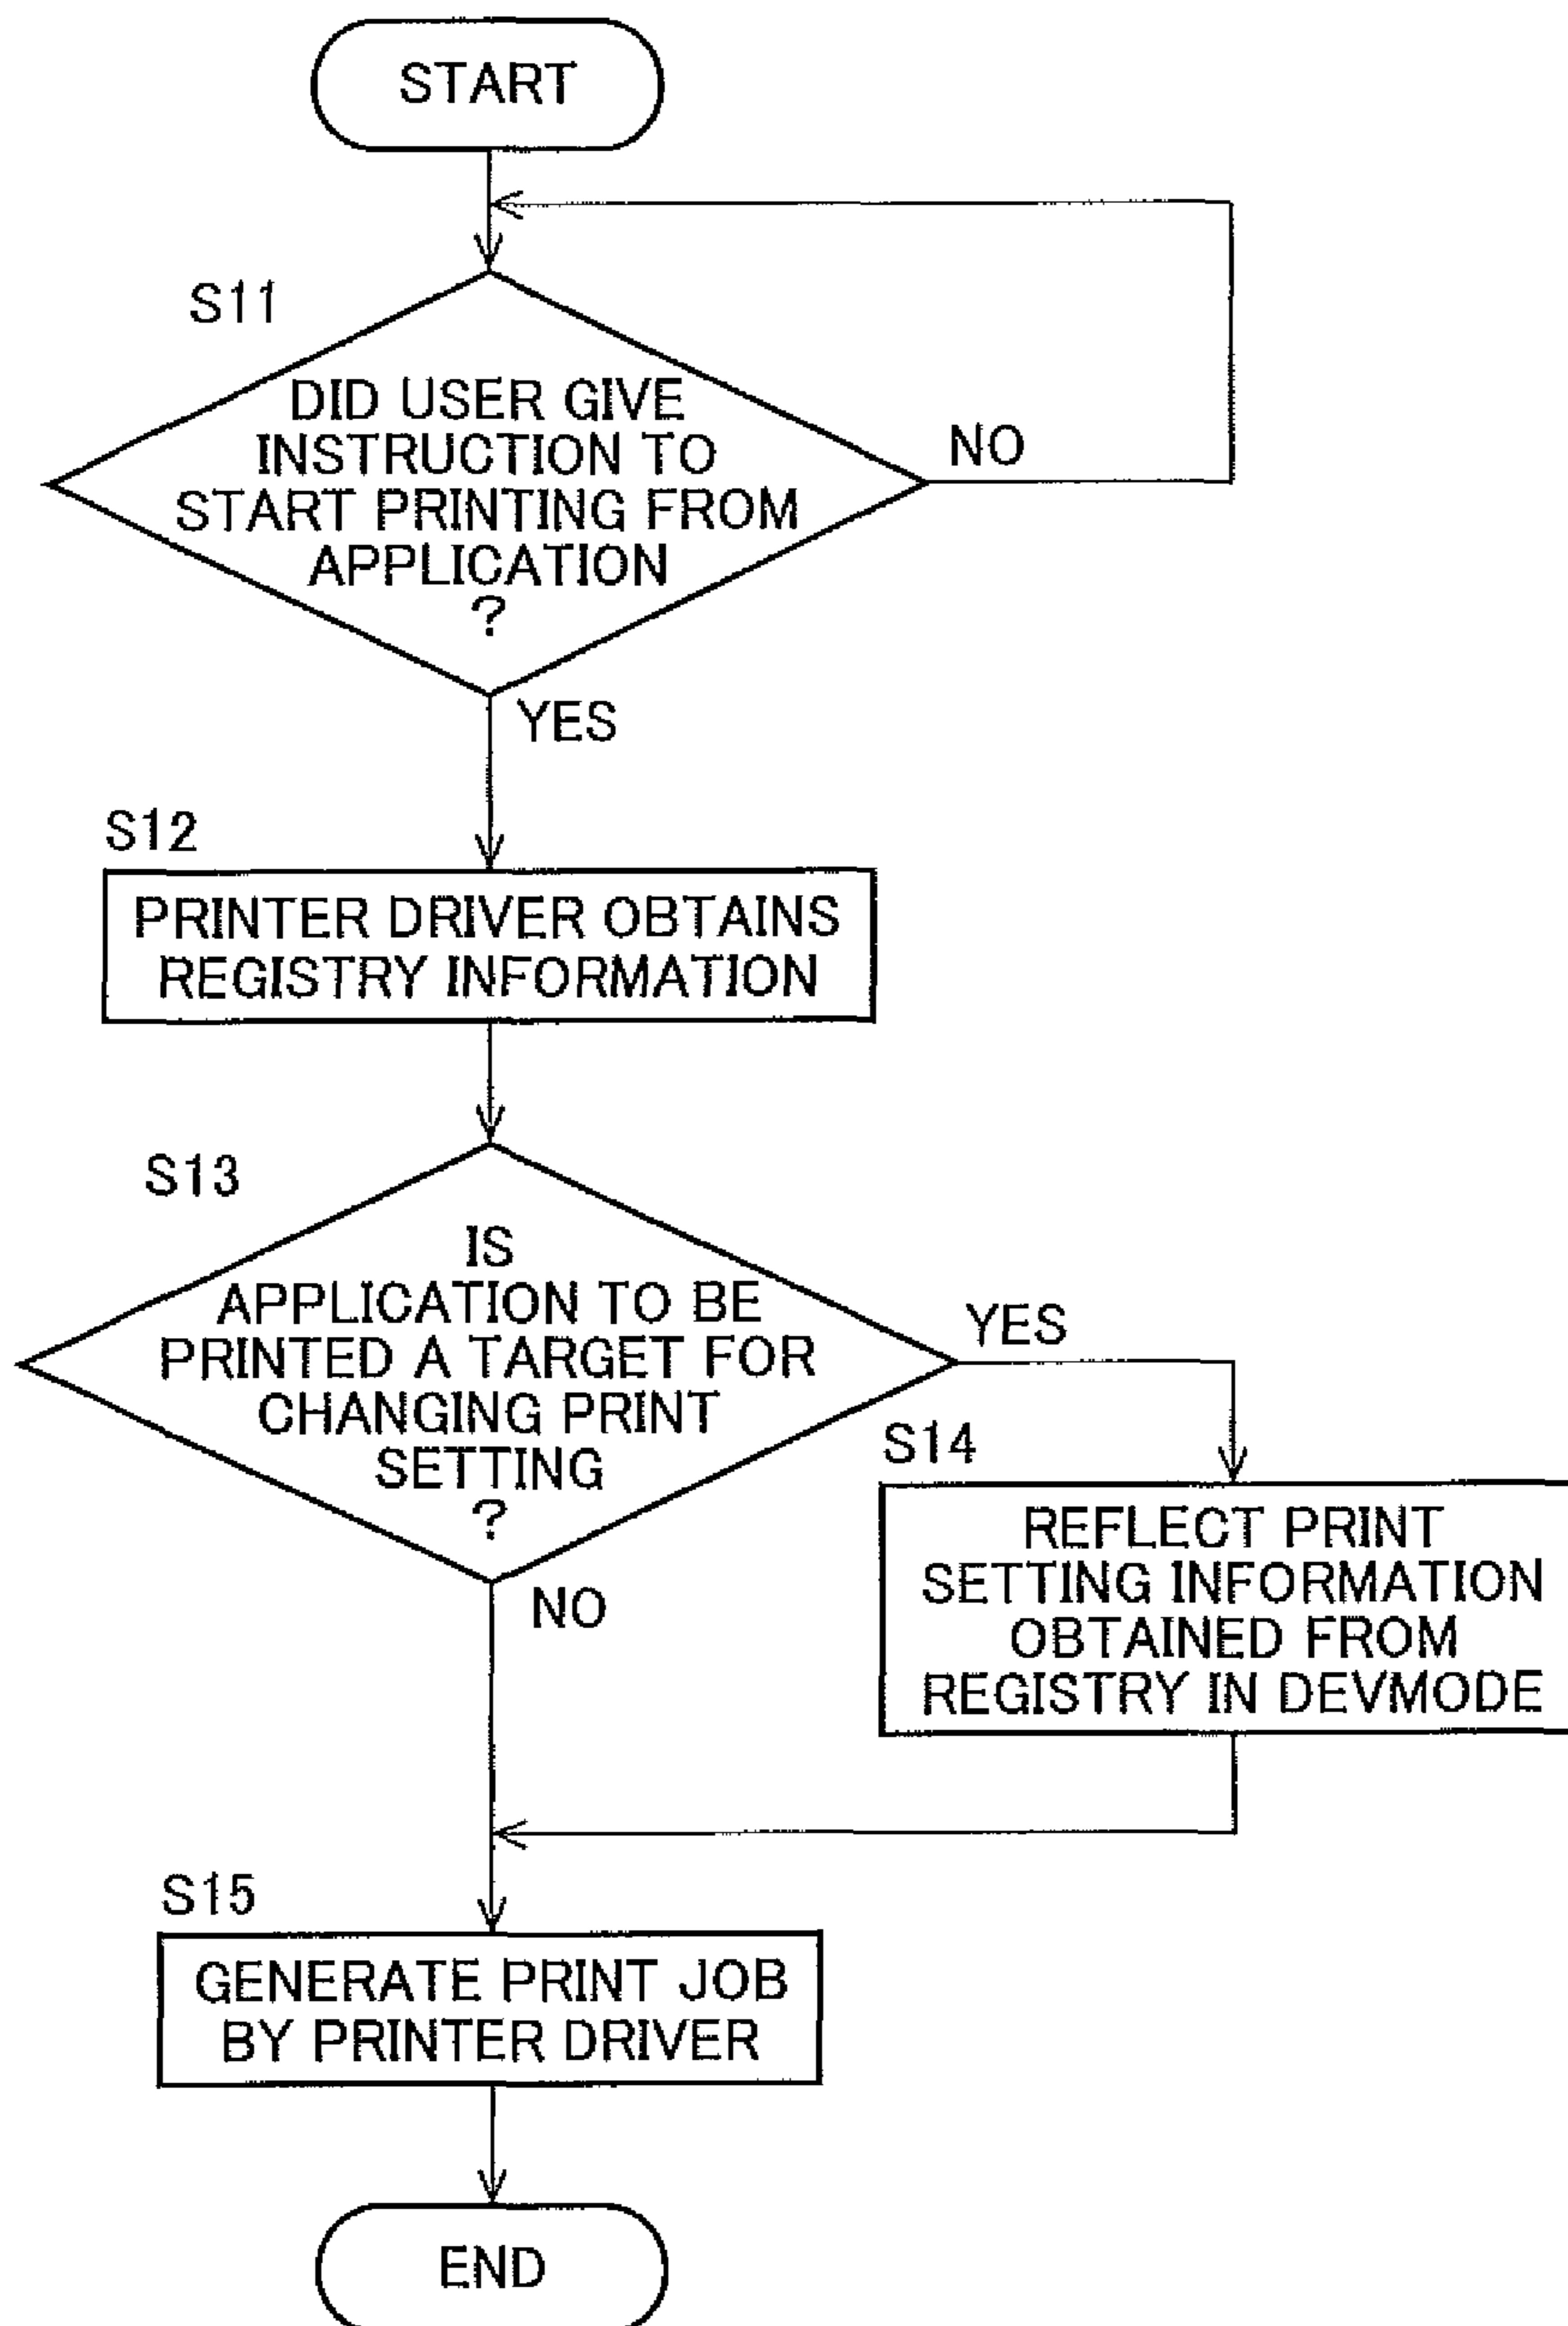 START
S11
DID USER GIVE
INSTRUCTION TO
START PRINTING FROM
APPLICATION
?
NO
YES
S12
PRINTER DRIVER OBTAINS
REGISTRY INFORMATION
S13
IS
APPLICATION TO BE
PRINTED A TARGET FOR
CHANGING PRINT
SETTING
?
YES
NO
S14
REFLECT PRINT
SETTING INFORMATION
OBTAINED FROM
REGISTRY IN DEVMODE
S15
GENERATE PRINT JOB
BY PRINTER DRIVER
END